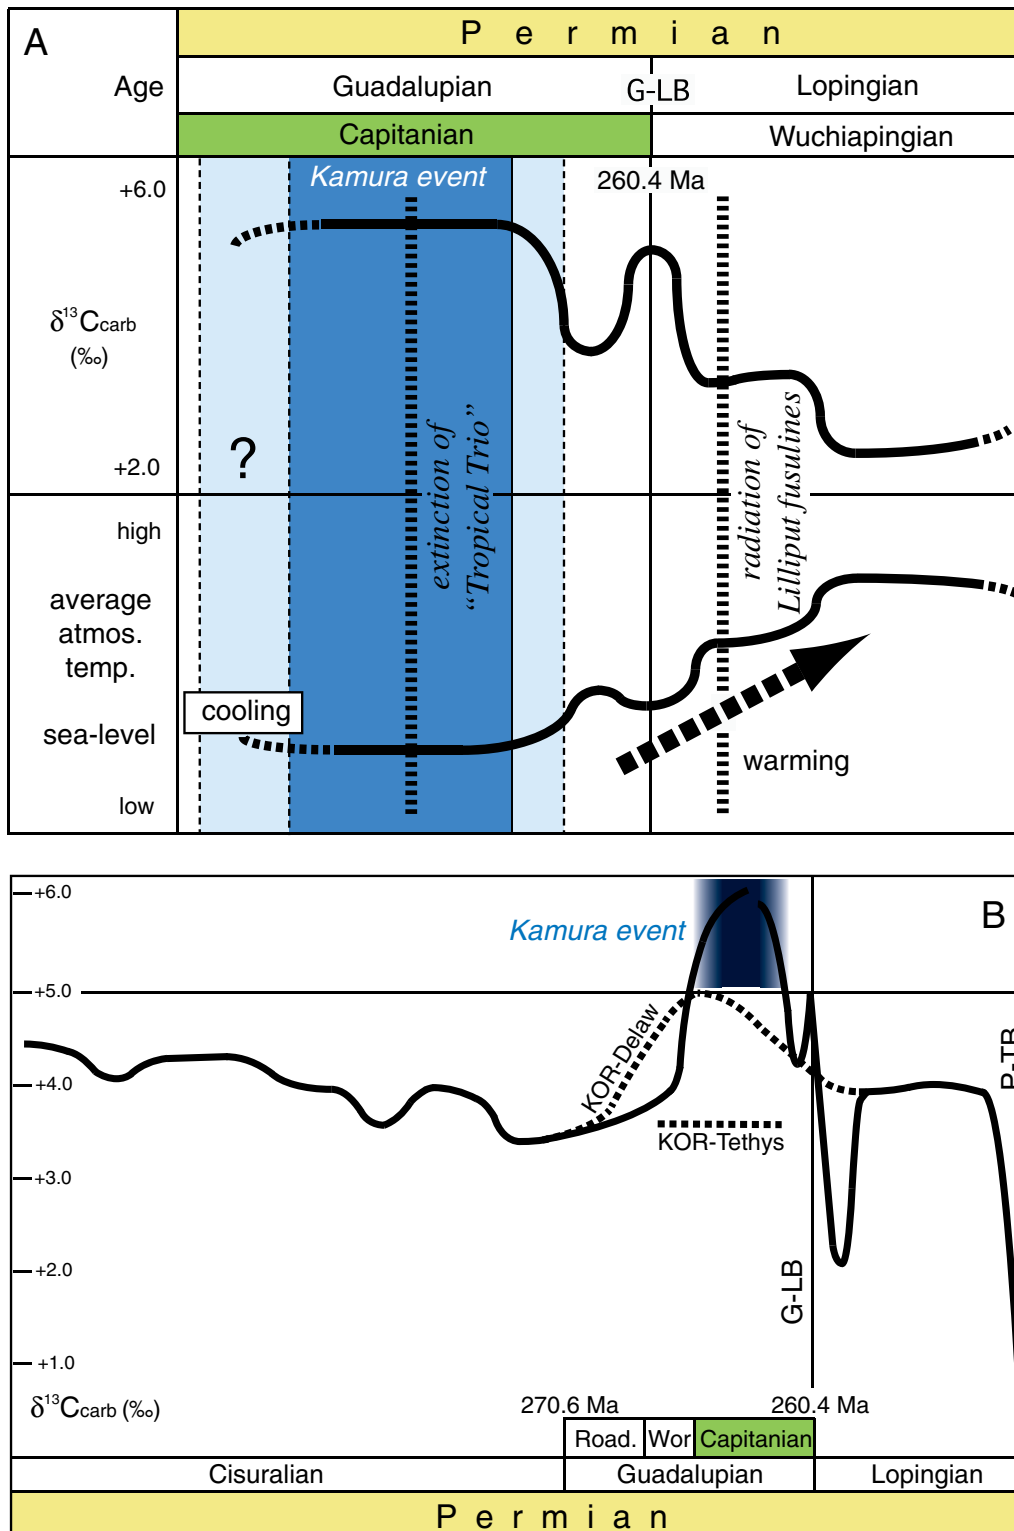 A
P e r m i a n
Age
Guadalupian
G-LB
Lopingian
Capitanian
Wuchiapingian
Kamura event
260.4 Ma
+6.0
δ13Ccarb
(‰)
?
+2.0
extinction of
“Tropical Trio”
radiation of
Lilliput fusulines
high
average
atmos.
temp.
cooling
sea-level
warming
low
B
+6.0
Kamura event
+5.0
KOR-Delaw
+4.0
P-TB
KOR-Tethys
+3.0
+2.0
G-LB
+1.0
δ13Ccarb (‰)
270.6 Ma
260.4 Ma
Road.
Wor
Capitanian
Cisuralian
Guadalupian
Lopingian
P e r m i a n